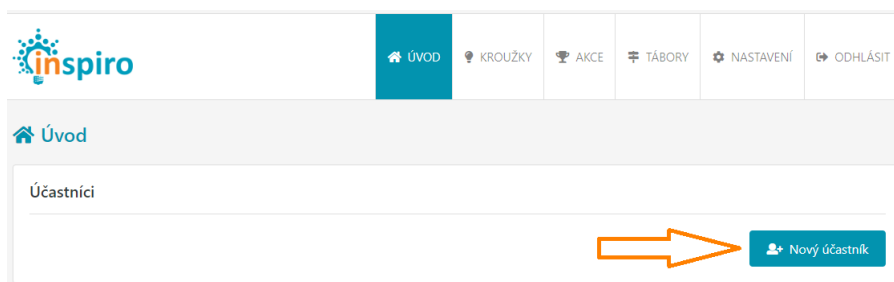 inspiro
ÚVOD
KROUŽKY
AKCE
TÁBORY
NASTAVENÍ
ODHLÁSIT
Úvod
Účastníci
Nový účastník